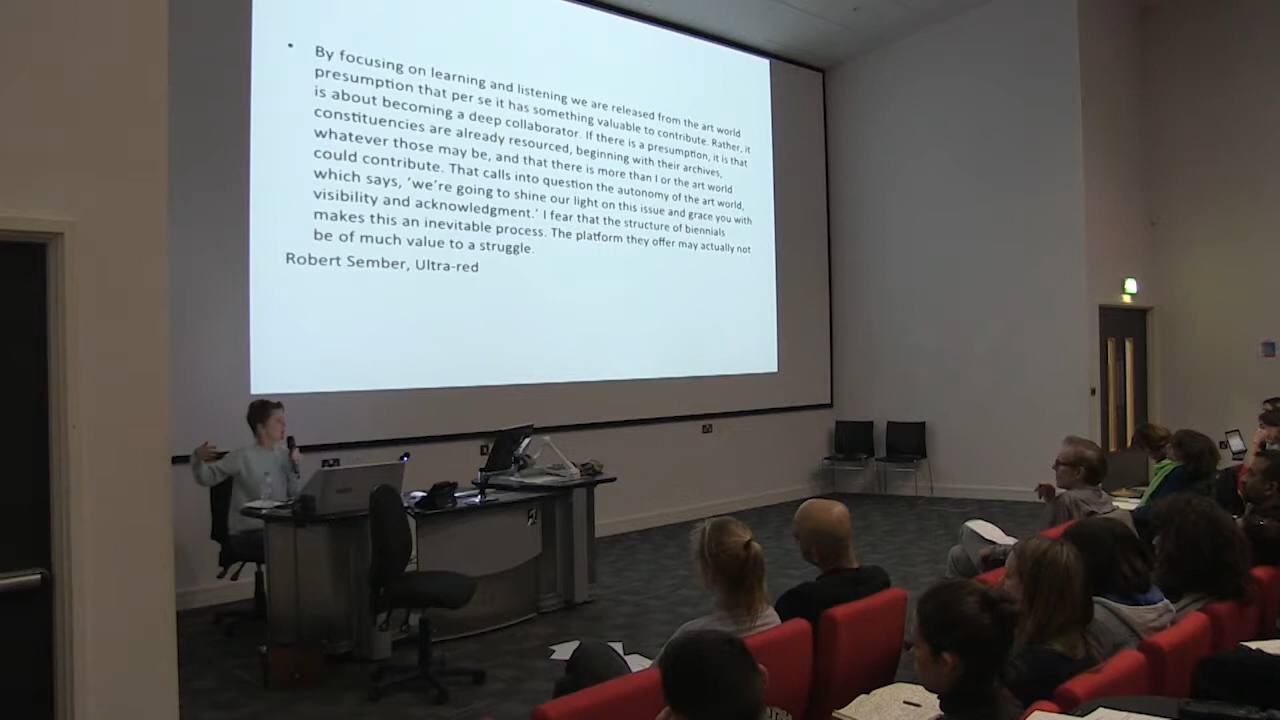 • By focusing on learning and listening we are released from the art world
presumption that per se it has something valuable to contribute. Rather, it
is about becoming a deep collaborator. If there is a presumption, it is that
constituencies are already resourced, beginning with their archives,
whatever those may be, and that there is more than I or the art world
could contribute. That calls into question the autonomy of the art world,
which says, ‘we’re going to shine our light on this issue and grace you with
visibility and acknowledgment.’ I fear that the structure of biennials
makes this an inevitable process. The platform they offer may actually not
be of much value to a struggle.
Robert Sember, Ultra-red